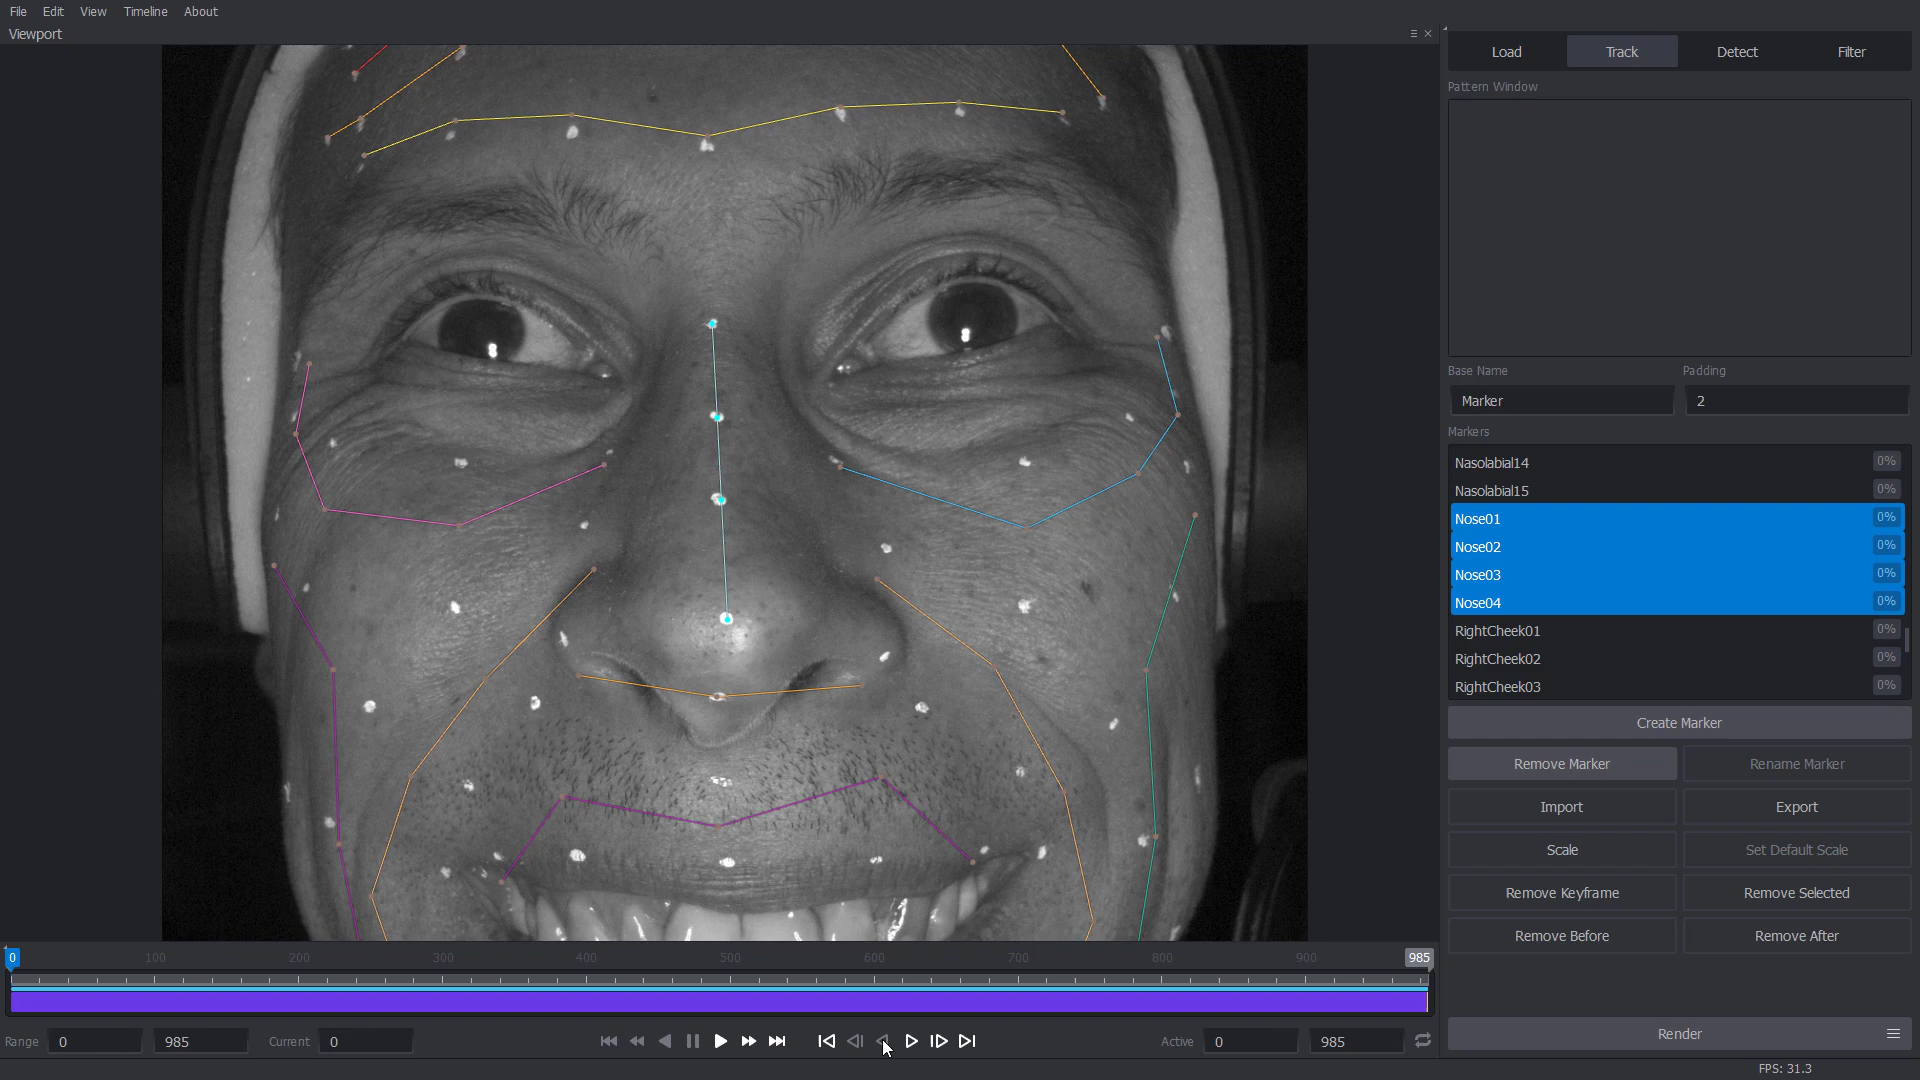 File Edit View Timeline About
Viewport
Load Track Detect Filter
Pattern Window
Base Name Padding
Marker 2
Markers
Nasolabial14 0%
Nasolabial15 0%
Nose01 0%
Nose02 0%
Nose03 0%
Nose04 0%
RightCheek01 0%
RightCheek02 0%
RightCheek03 0%
Create Marker
Remove Marker Rename Marker
Import Export
Scale Set Default Scale
Remove Keyframe Remove Selected
Remove Before Remove After
0 100 200 300 400 500 600 700 800 900 985
Range 0 985 Current 0 Active 0 985
Render
FPS: 31.3